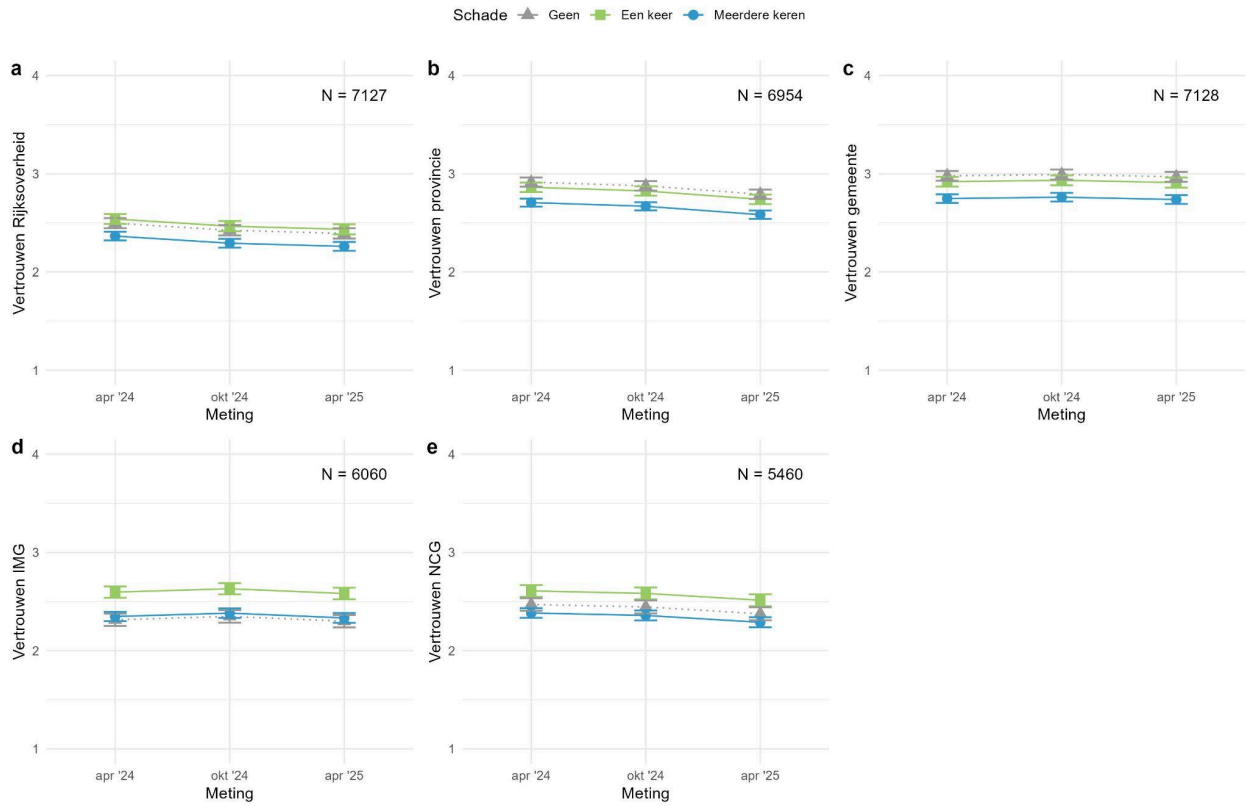 Schade Geen Een keer Meerdere keren
a
4
3
2
1
Vertrouwen Rijksoverheid
N = 7127
apr '24 okt '24 apr '25
Meting
b
4
3
2
1
Vertrouwen provincie
N = 6954
apr '24 okt '24 apr '25
Meting
c
4
3
2
1
Vertrouwen gemeente
N = 7128
apr '24 okt '24 apr '25
Meting
d
4
3
2
1
Vertrouwen IMG
N = 6060
apr '24 okt '24 apr '25
Meting
e
4
3
2
1
Vertrouwen NCG
N = 5460
apr '24 okt '24 apr '25
Meting